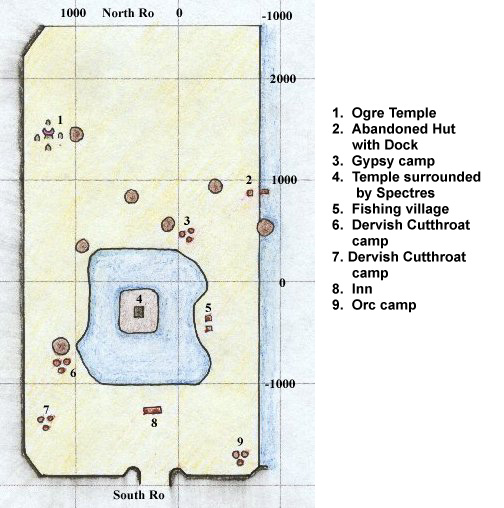 1000 North Ro 0 -1000
2000
1
1000
2
3
0
4
5
6
-1000
7
8
9
South Ro
1. Ogre Temple
2. Abandoned Hut
with Dock
3. Gypsy camp
4. Temple surrounded
by Spectres
5. Fishing village
6. Dervish Cutthroat
camp
7. Dervish Cutthroat
camp
8. Inn
9. Orc camp